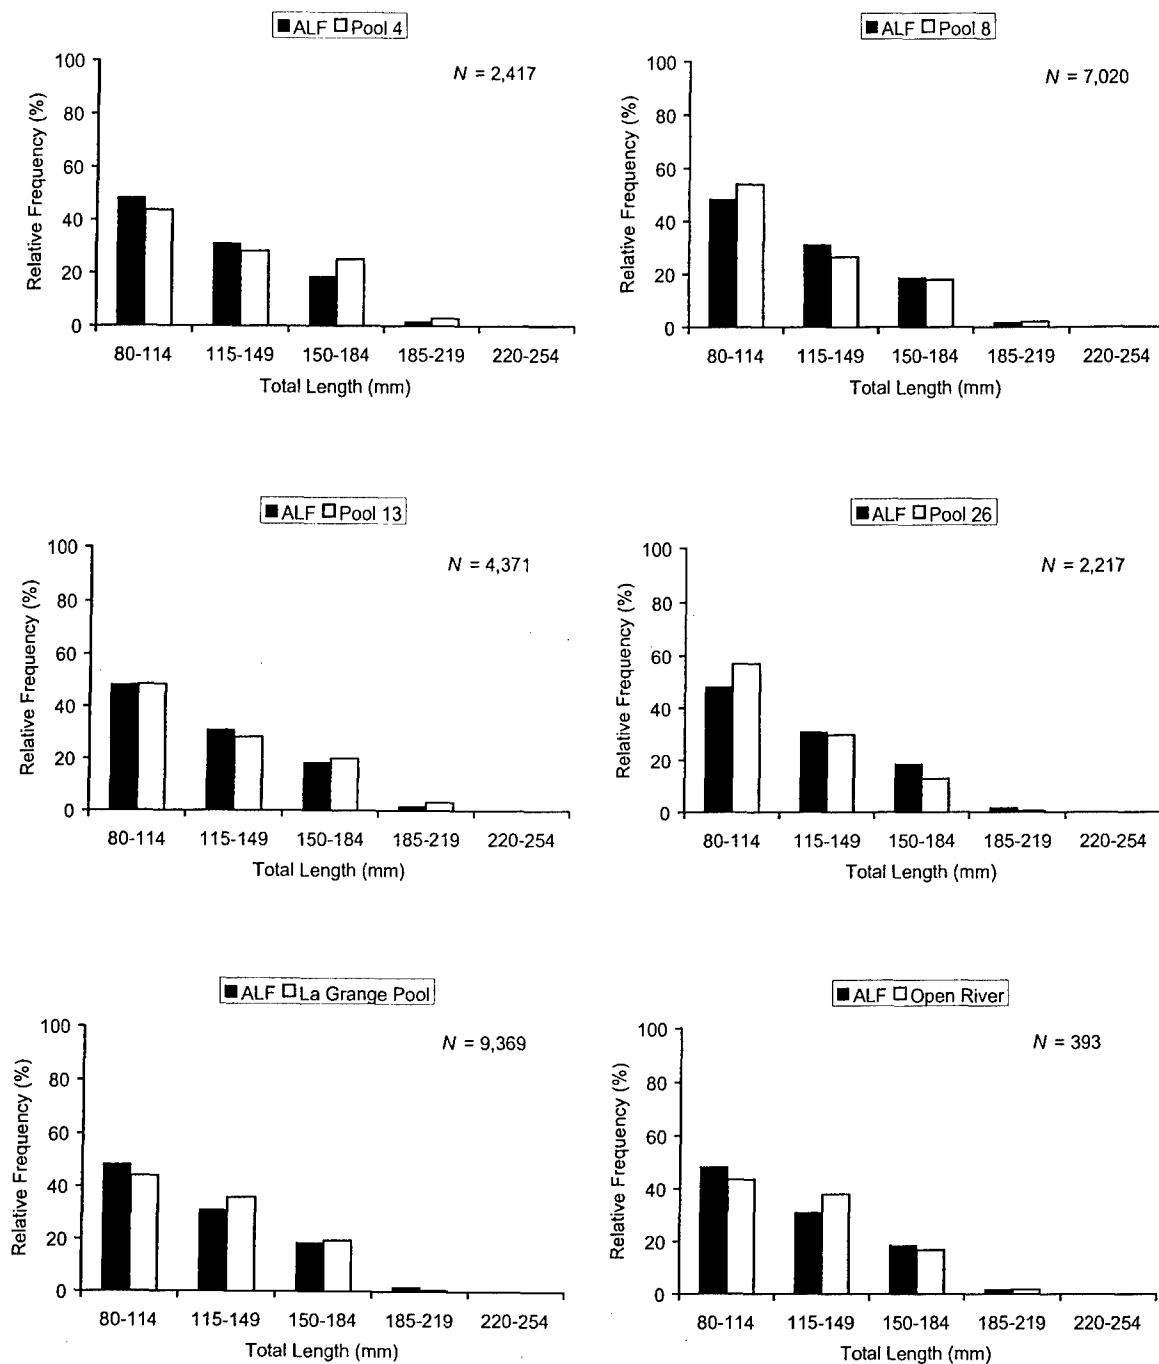 ALF Pool 4
N = 2,417
Relative Frequency (%)
100
80
60
40
20
0
80-114 115-149 150-184 185-219 220-254
Total Length (mm)
ALF Pool 8
N = 7,020
Relative Frequency (%)
100
80
60
40
20
0
80-114 115-149 150-184 185-219 220-254
Total Length (mm)
ALF Pool 13
N = 4,371
Relative Frequency (%)
100
80
60
40
20
0
80-114 115-149 150-184 185-219 220-254
Total Length (mm)
ALF Pool 26
N = 2,217
Relative Frequency (%)
100
80
60
40
20
0
80-114 115-149 150-184 185-219 220-254
Total Length (mm)
ALF La Grange Pool
N = 9,369
Relative Frequency (%)
100
80
60
40
20
0
80-114 115-149 150-184 185-219 220-254
Total Length (mm)
ALF Open River
N = 393
Relative Frequency (%)
100
80
60
40
20
0
80-114 115-149 150-184 185-219 220-254
Total Length (mm)